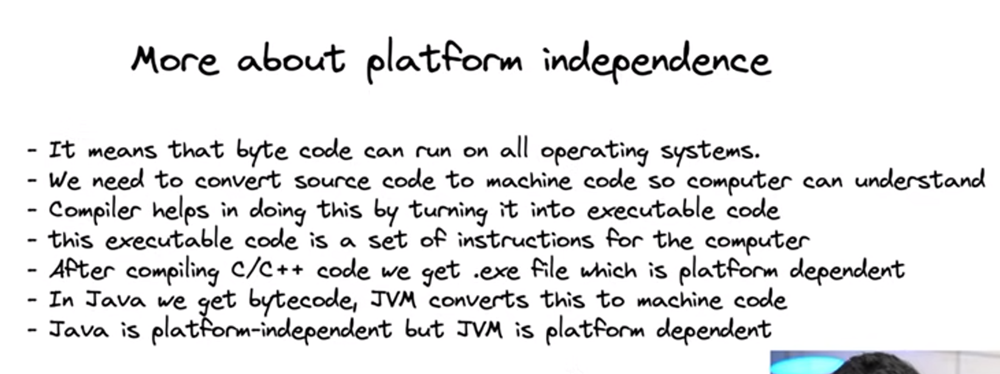 More about platform independence
- It means that byte code can run on all operating systems.
- We need to convert source code to machine code so computer can understand
- Compiler helps in doing this by turning it into executable code
- this executable code is a set of instructions for the computer
- After compiling C/C++ code we get .exe file which is platform dependent
- In Java we get bytecode, JVM converts this to machine code
- Java is platform-independent but JVM is platform dependent